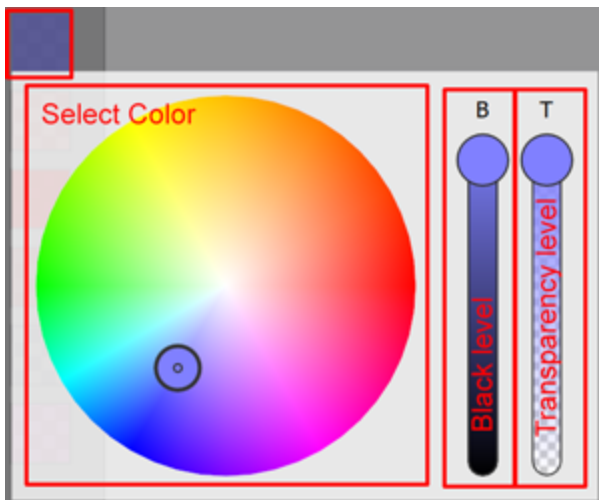 Select Color
B
T
Black level
Transparency level